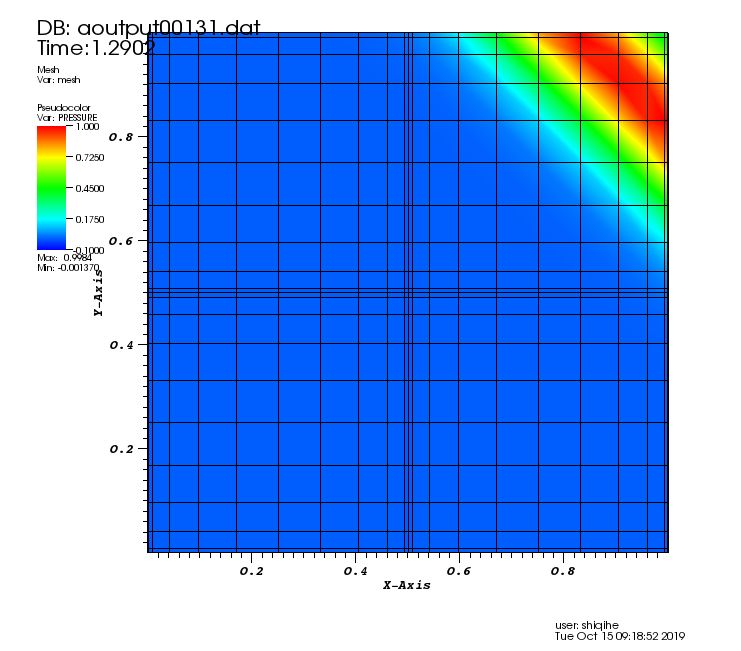 DB: aoutput00131.dat
Time:1.2902
Mesh
Var: mesh
Pseudocolor
Var: PRESSURE
1.000
0.7250
0.4500
0.1750
-0.1000
Max: 0.9984
Min: -0.001370
Y-Axis
0.8
0.6
0.4
0.2
0.2 0.4 0.6 0.8
X-Axis
user: shiqihe
Tue Oct 15 09:18:52 2019